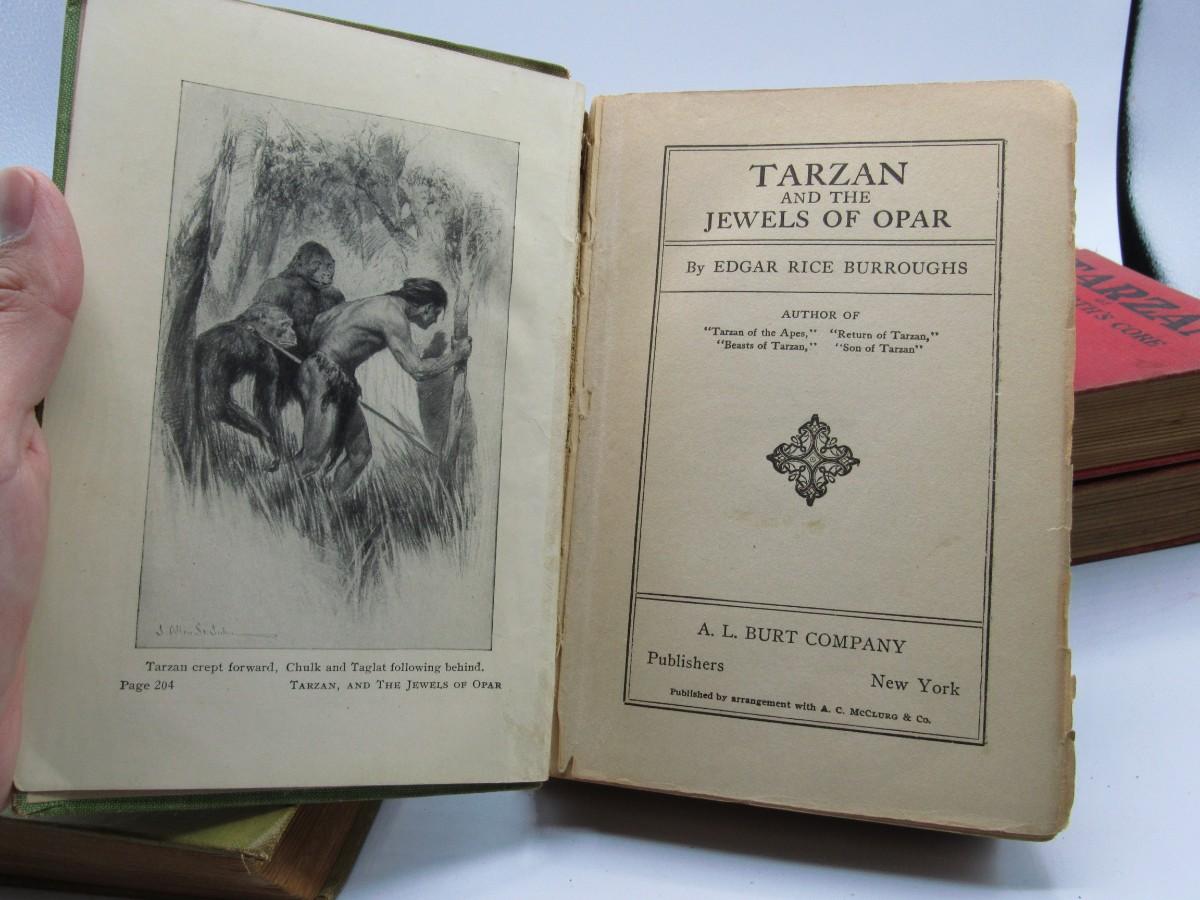 Tarzan crept forward, Chulk and Taglat following behind.
Page 204 TARZAN, AND THE JEWELS OF OPAR
TARZAN
AND THE
JEWELS OF OPAR
By EDGAR RICE BURROUGHS
AUTHOR OF
"Tarzan of the Apes," "Return of Tarzan,"
"Beasts of Tarzan," "Son of Tarzan"
A. L. BURT COMPANY
Publishers New York
Published by arrangement with A. C. MCCLURG & Co.
CORE